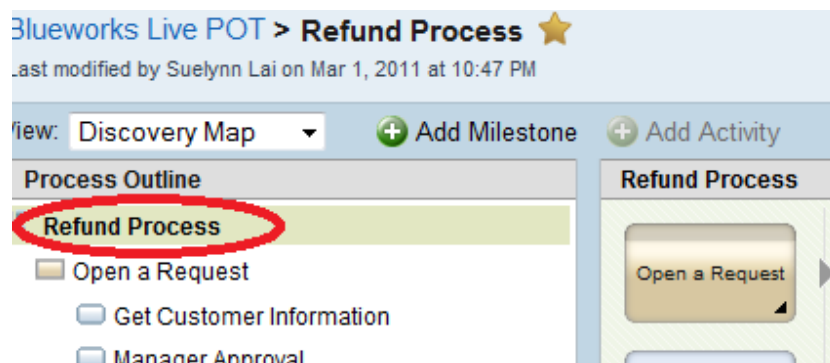 Blueworks Live POT > Refund Process
Last modified by Suelynn Lai on Mar 1, 2011 at 10:47 PM
View: Discovery Map Add Milestone Add Activity
Process Outline
Refund Process
Open a Request
Get Customer Information
Manager Approval
Refund Process
Open a Request